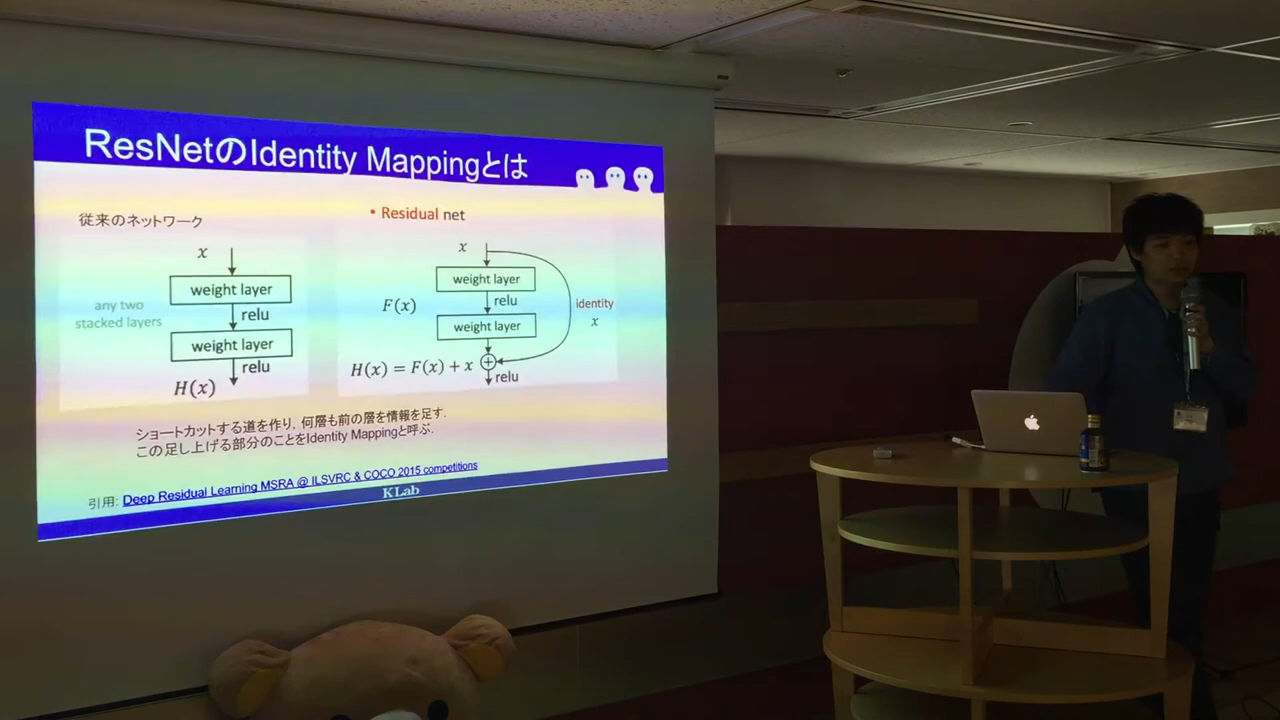 ResNetのIdentity Mappingとは
従来のネットワーク
x
any two
stacked layers
weight layer
relu
weight layer
relu
H(x)
• Residual net
x
weight layer
F(x)
relu
weight layer
identity
x
H(x) = F(x) + x
relu
ショートカットする道を作り, 何層も前の層を情報を足す.
この足し上げる部分のことをIdentity Mappingと呼ぶ.
引用: Deep Residual Learning MSRA @ ILSVRC & COCO 2015 competitions
KLab